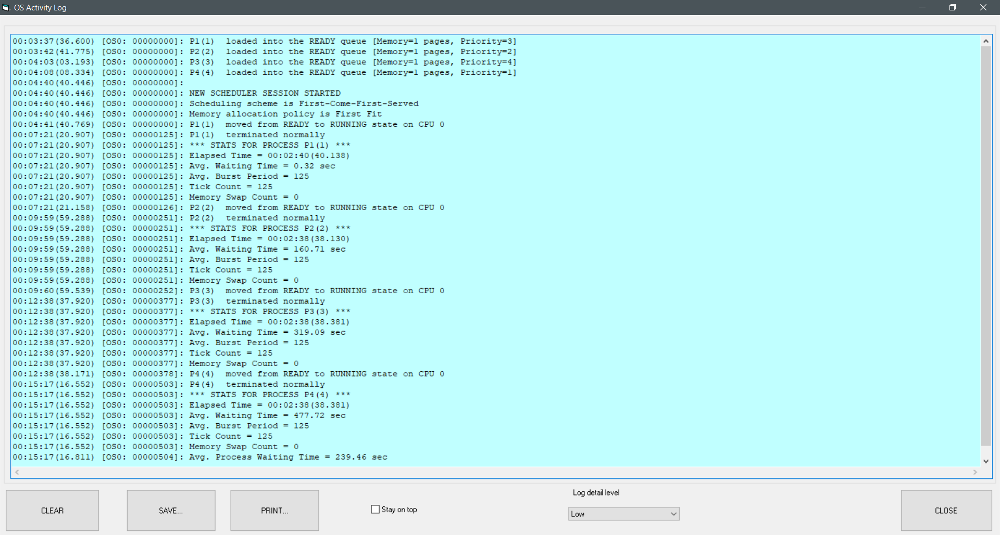 OS Activity Log
00:03:37(36.600) [OS0: 00000000]: P1(1) loaded into the READY queue [Memory=1 pages, Priority=3]
00:03:42(41.775) [OS0: 00000000]: P2(2) loaded into the READY queue [Memory=1 pages, Priority=2]
00:04:03(03.193) [OS0: 00000000]: P3(3) loaded into the READY queue [Memory=1 pages, Priority=4]
00:04:08(08.334) [OS0: 00000000]: P4(4) loaded into the READY queue [Memory=1 pages, Priority=1]
00:04:40(40.446) [OS0: 00000000]:
00:04:40(40.446) [OS0: 00000000]: NEW SCHEDULER SESSION STARTED
00:04:40(40.446) [OS0: 00000000]: Scheduling scheme is First-Come-First-Served
00:04:40(40.446) [OS0: 00000000]: Memory allocation policy is First Fit
00:04:41(40.769) [OS0: 00000000]: P1(1) moved from READY to RUNNING state on CPU 0
00:07:21(20.907) [OS0: 00000125]: P1(1) terminated normally
00:07:21(20.907) [OS0: 00000125]: *** STATS FOR PROCESS P1(1) ***
00:07:21(20.907) [OS0: 00000125]: Elapsed Time = 00:02:40(40.138)
00:07:21(20.907) [OS0: 00000125]: Avg. Waiting Time = 0.32 sec
00:07:21(20.907) [OS0: 00000125]: Avg. Burst Period = 125
00:07:21(20.907) [OS0: 00000125]: Tick Count = 125
00:07:21(20.907) [OS0: 00000125]: Memory Swap Count = 0
00:07:21(21.158) [OS0: 00000126]: P2(2) moved from READY to RUNNING state on CPU 0
00:09:59(59.288) [OS0: 00000251]: P2(2) terminated normally
00:09:59(59.288) [OS0: 00000251]: *** STATS FOR PROCESS P2(2) ***
00:09:59(59.288) [OS0: 00000251]: Elapsed Time = 00:02:38(38.130)
00:09:59(59.288) [OS0: 00000251]: Avg. Waiting Time = 160.71 sec
00:09:59(59.288) [OS0: 00000251]: Avg. Burst Period = 125
00:09:59(59.288) [OS0: 00000251]: Tick Count = 125
00:09:59(59.288) [OS0: 00000251]: Memory Swap Count = 0
00:09:60(59.539) [OS0: 00000252]: P3(3) moved from READY to RUNNING state on CPU 0
00:12:38(37.920) [OS0: 00000377]: P3(3) terminated normally
00:12:38(37.920) [OS0: 00000377]: *** STATS FOR PROCESS P3(3) ***
00:12:38(37.920) [OS0: 00000377]: Elapsed Time = 00:02:38(38.381)
00:12:38(37.920) [OS0: 00000377]: Avg. Waiting Time = 319.09 sec
00:12:38(37.920) [OS0: 00000377]: Avg. Burst Period = 125
00:12:38(37.920) [OS0: 00000377]: Tick Count = 125
00:12:38(37.920) [OS0: 00000377]: Memory Swap Count = 0
00:12:38(38.171) [OS0: 00000378]: P4(4) moved from READY to RUNNING state on CPU 0
00:15:17(16.552) [OS0: 00000503]: P4(4) terminated normally
00:15:17(16.552) [OS0: 00000503]: *** STATS FOR PROCESS P4(4) ***
00:15:17(16.552) [OS0: 00000503]: Elapsed Time = 00:02:38(38.381)
00:15:17(16.552) [OS0: 00000503]: Avg. Waiting Time = 477.72 sec
00:15:17(16.552) [OS0: 00000503]: Avg. Burst Period = 125
00:15:17(16.552) [OS0: 00000503]: Tick Count = 125
00:15:17(16.552) [OS0: 00000503]: Memory Swap Count = 0
00:15:17(16.811) [OS0: 00000504]: Avg. Process Waiting Time = 239.46 sec
Log detail level
CLEAR SAVE... PRINT... Stay on top Low CLOSE